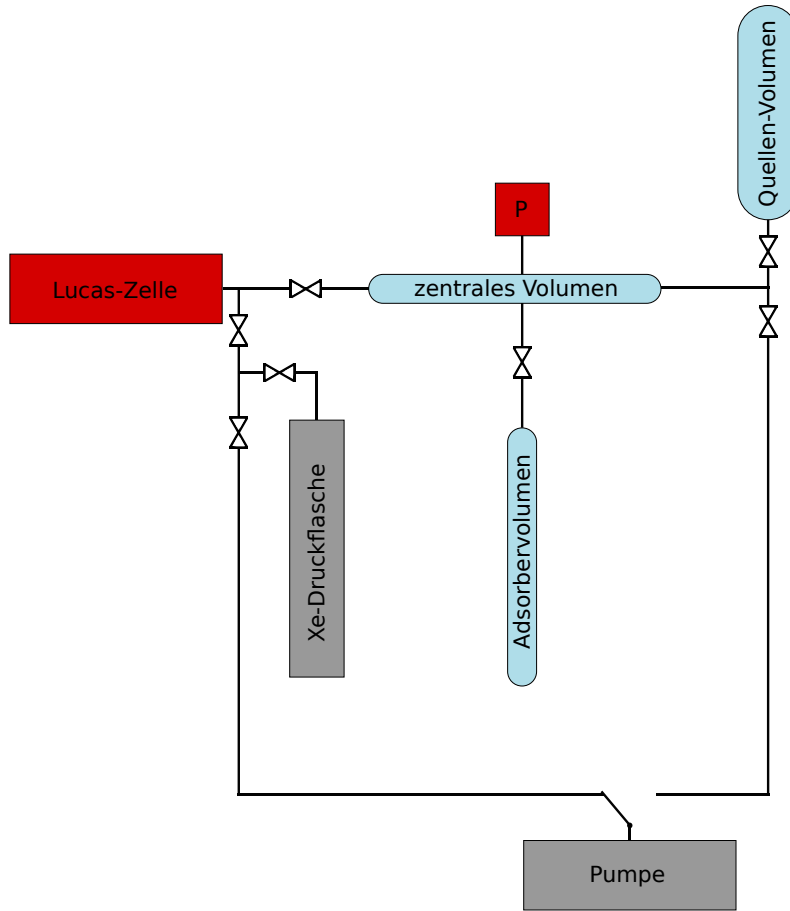 Quellen-Volumen
P
Lucas-Zelle
zentrales Volumen
Xe-Druckflasche
Adsorbervolumen
Pumpe